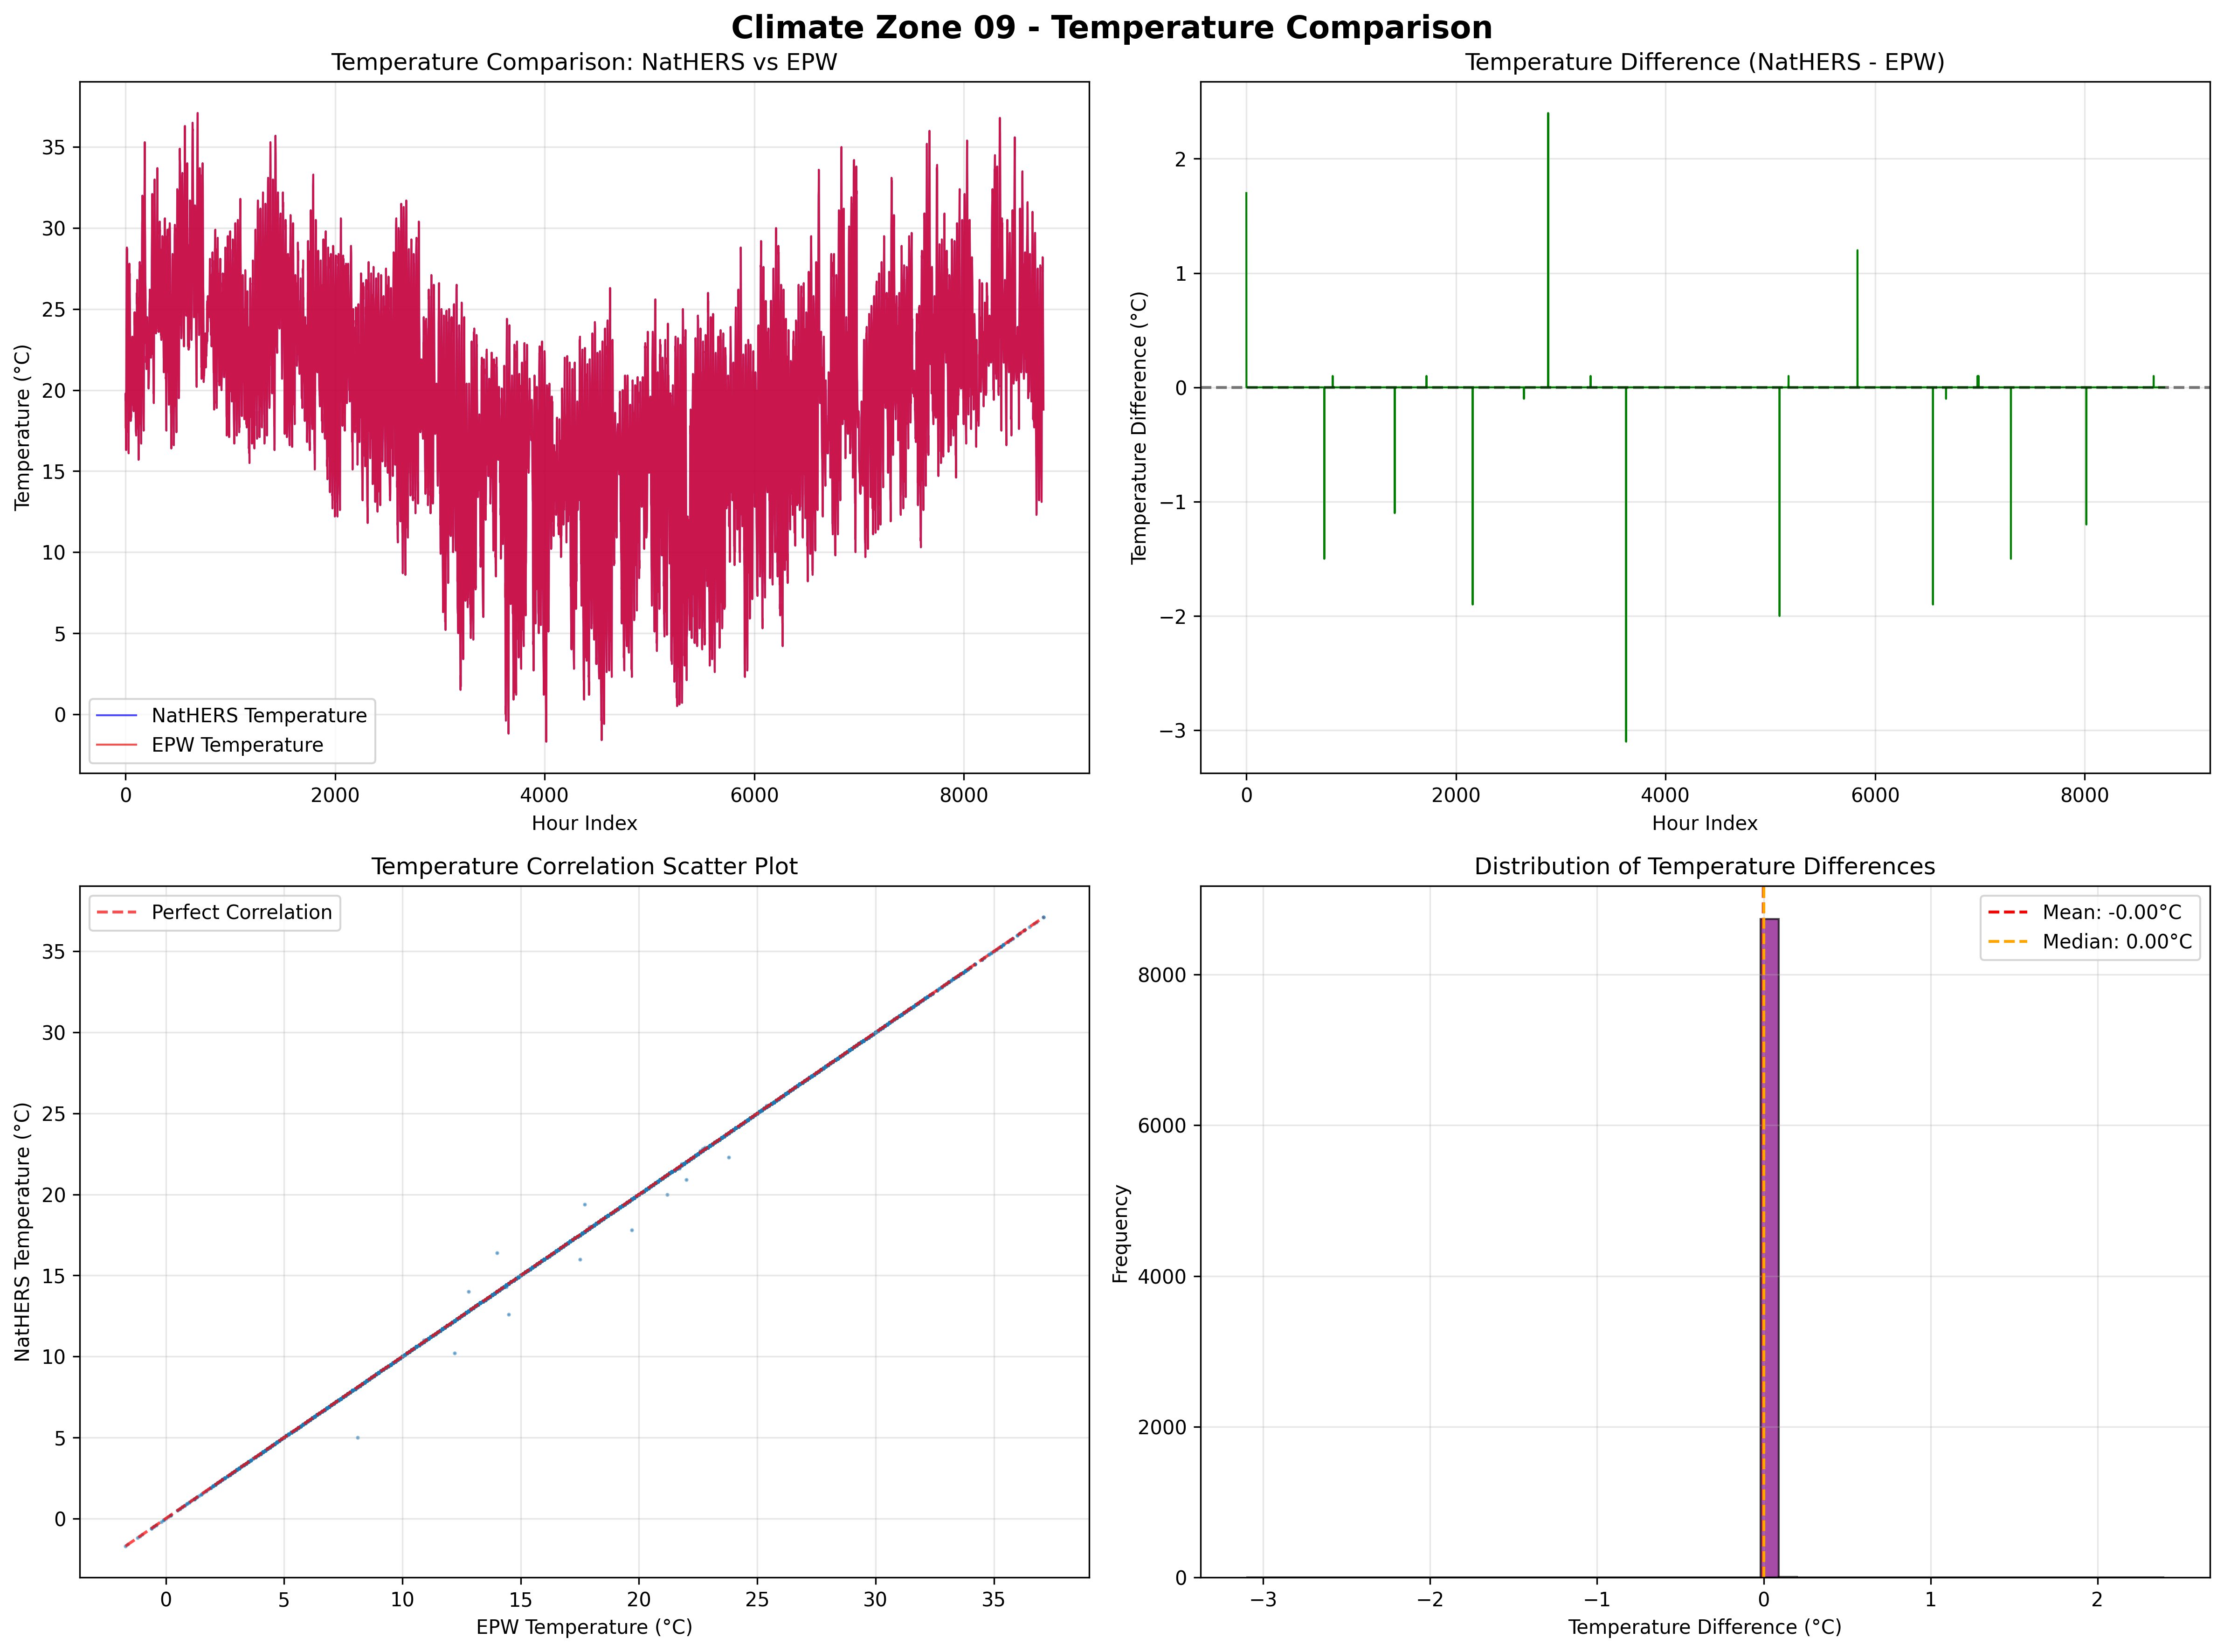 Climate Zone 09 - Temperature Comparison
Temperature Comparison: NatHERS vs EPW
Temperature (°C)
35
30
25
20
15
10
5
0
NatHERS Temperature
EPW Temperature
0 2000 4000 6000 8000
Hour Index
Temperature Difference (NatHERS - EPW)
Temperature Difference (°C)
2
1
0
−1
−2
−3
0 2000 4000 6000 8000
Hour Index
Temperature Correlation Scatter Plot
Perfect Correlation
NatHERS Temperature (°C)
35
30
25
20
15
10
5
0
0 5 10 15 20 25 30 35
EPW Temperature (°C)
Distribution of Temperature Differences
Mean: -0.00°C
Median: 0.00°C
Frequency
8000
6000
4000
2000
0
−3 −2 −1 0 1 2
Temperature Difference (°C)